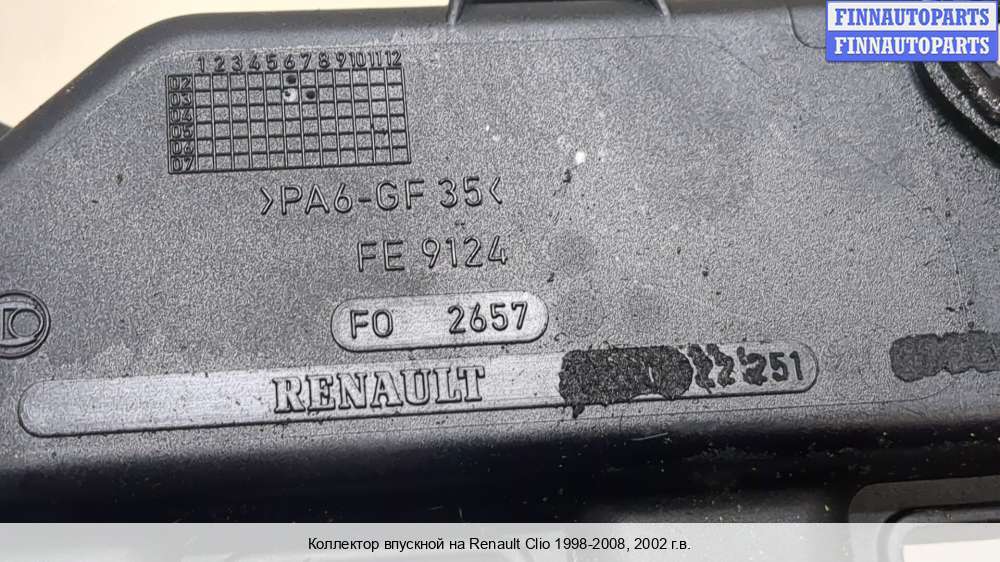 FINNAUTOPARTS
FINNAUTOPARTS
1 2 3 4 5 6 7 8 9 10 11 12
02
03
04
05
06
07
>PA6-GF 35<
FE 9124
FO 2657
RENAULT 251
Коллектор впускной на Renault Clio 1998-2008, 2002 г.в.